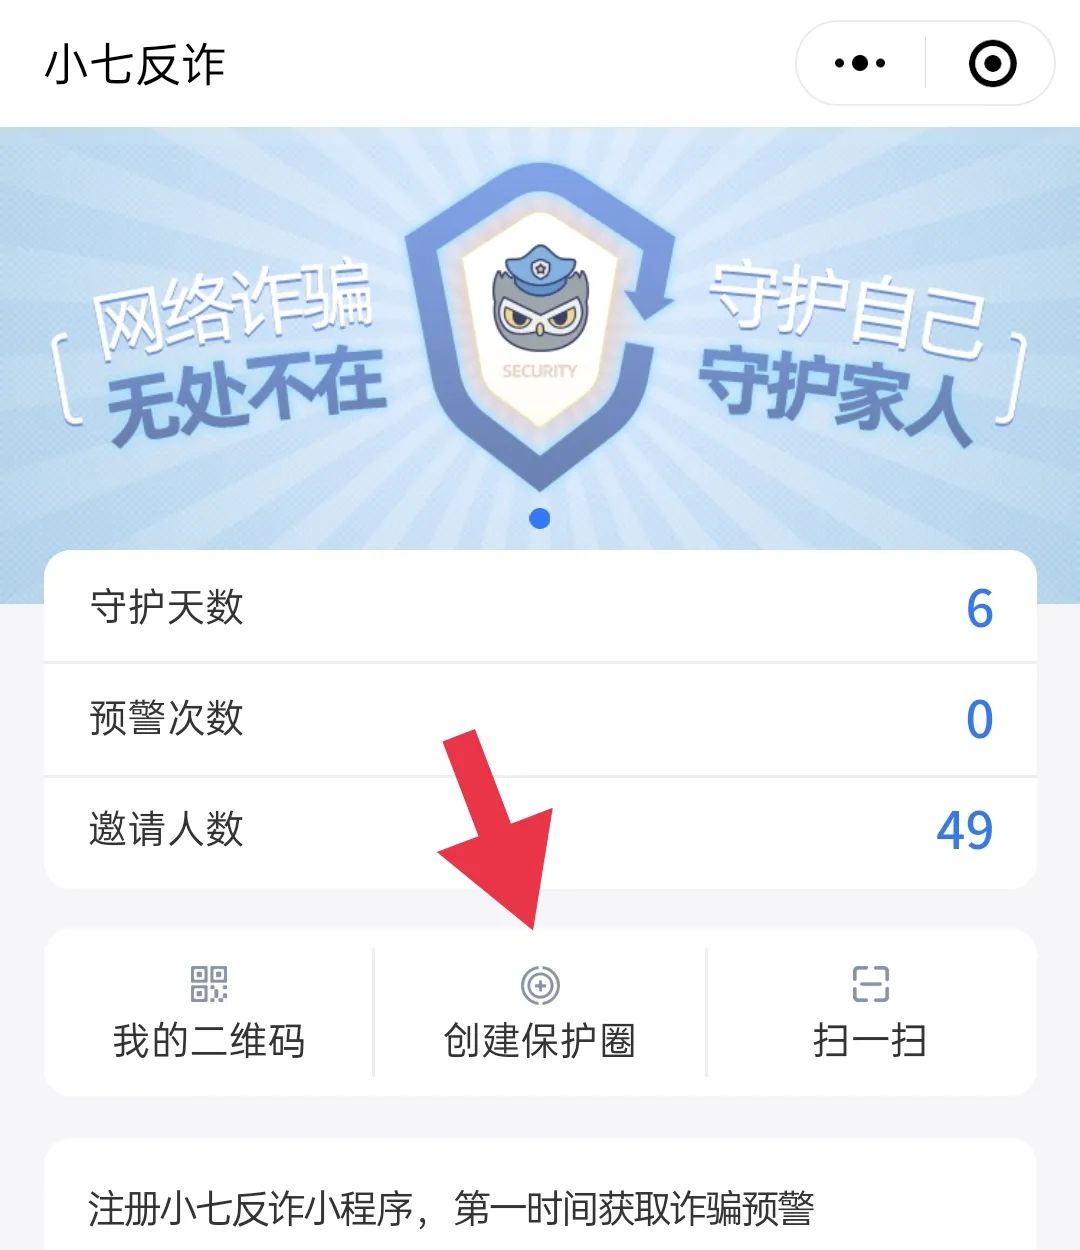 小七反诈
网络诈骗
无处不在
SECURITY
守护自己
守护家人
守护天数 6
预警次数 0
邀请人数 49
我的二维码 创建保护圈 扫一扫
注册小七反诈小程序，第一时间获取诈骗预警